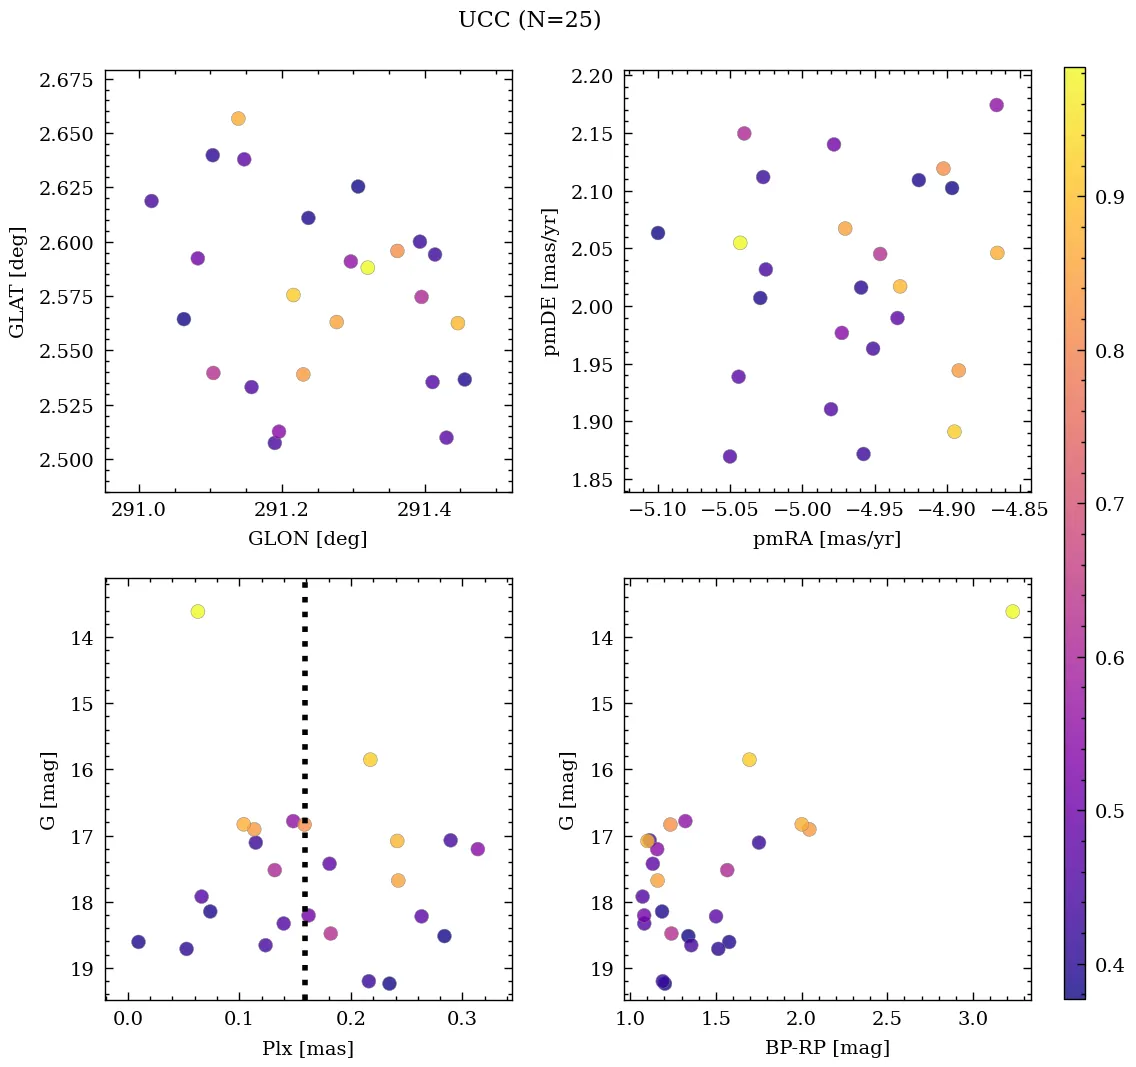 UCC (N=25)
2.675
2.650
2.625
2.600
2.575
2.550
2.525
2.500
GLAT [deg]
291.0 291.2 291.4
GLON [deg]
2.20
2.15
2.10
2.05
2.00
1.95
1.90
1.85
pmDE [mas/yr]
−5.10 −5.05 −5.00 −4.95 −4.90 −4.85
pmRA [mas/yr]
14
15
16
17
18
19
G [mag]
0.0 0.1 0.2 0.3
Plx [mas]
14
15
16
17
18
19
G [mag]
1.0 1.5 2.0 2.5 3.0
BP-RP [mag]
0.9
0.8
0.7
0.6
0.5
0.4